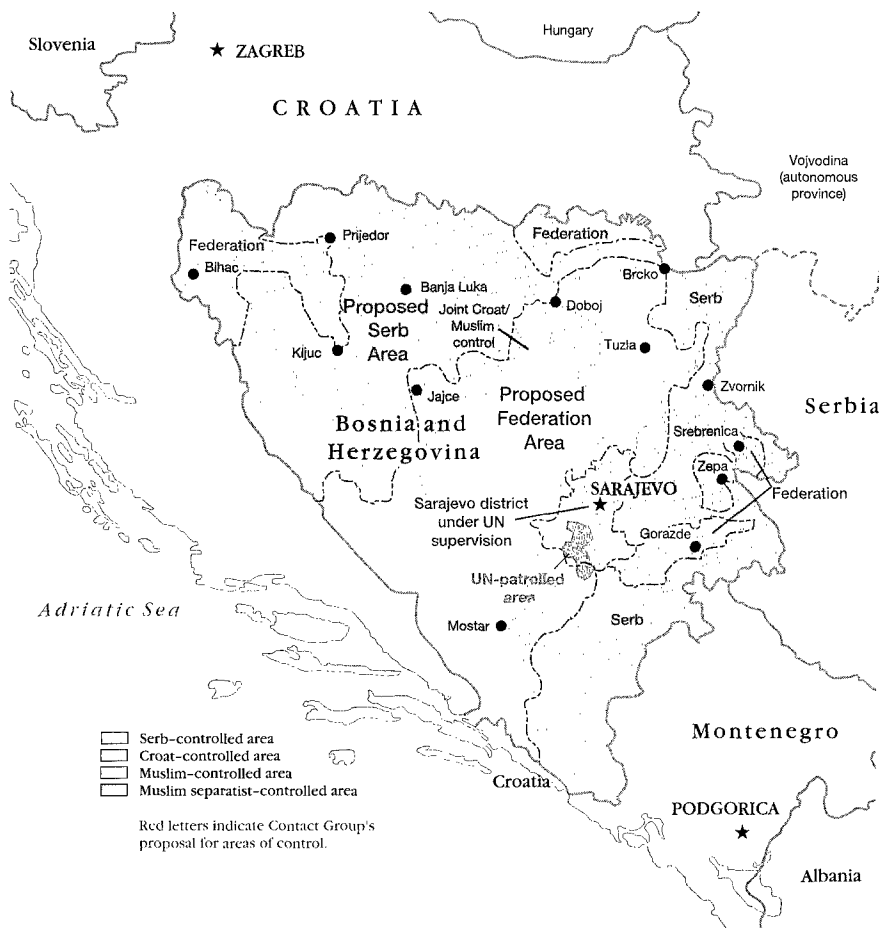 Slovenia
ZAGREB
Hungary
CROATIA
Vojvodina
(autonomous
province)
Federation
Bihac
Prijedor
Federation
Banja Luka
Brcko
Serb
Proposed
Serb
Area
Joint Croat/
Muslim
control
Doboj
Tuzla
Kljuc
Jajce
Proposed
Federation
Area
Zvornik
Serbia
Bosnia and
Herzegovina
Srebrenica
Zepa
SARAJEVO
Federation
Sarajevo district
under UN
supervision
Gorazde
UN-patrolled
area
Adriatic Sea
Mostar
Serb
Montenegro
Serb-controlled area
Croat-controlled area
Muslim-controlled area
Muslim separatist-controlled area
Croatia
Red letters indicate Contact Group's
proposal for areas of control.
PODGORICA
Albania